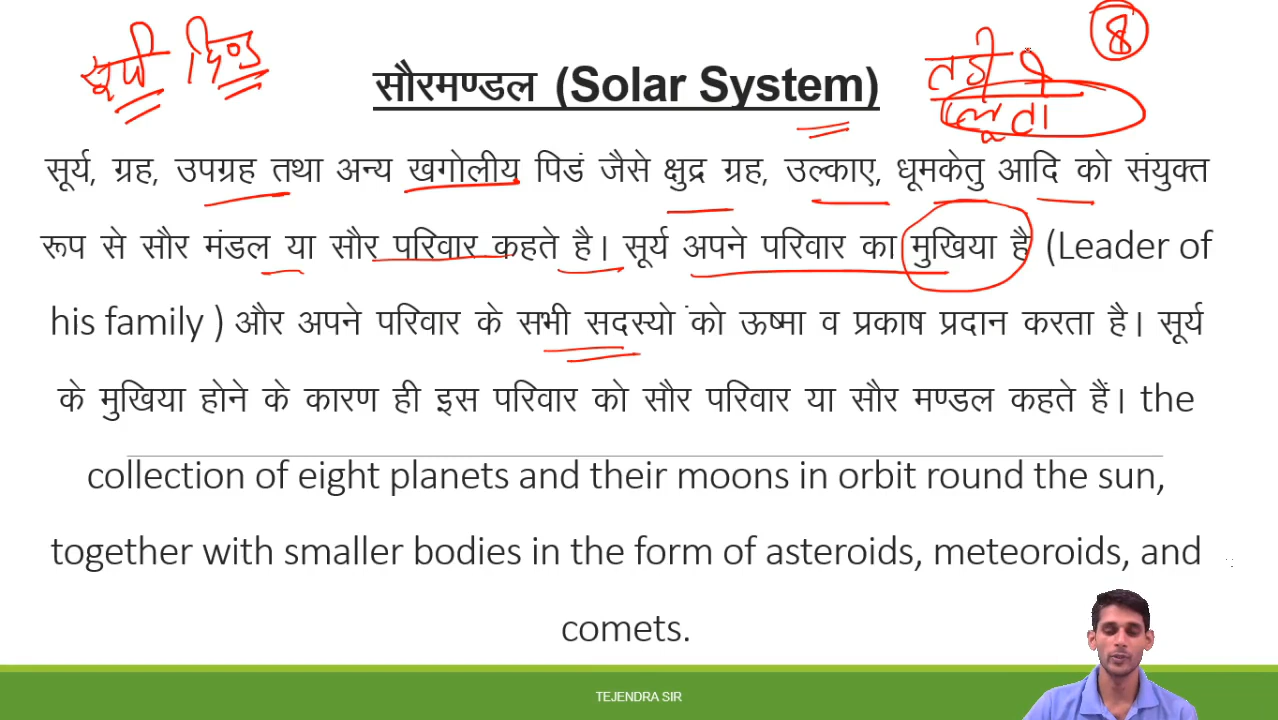 सूर्य पिण्ड
8
प्लूटो
सौरमण्डल (Solar System)
सूर्य, ग्रह, उपग्रह तथा अन्य खगोलीय पिडं जैसे क्षुद्र ग्रह, उल्काए, धूमकेतु आदि को संयुक्त
रूप से सौर मंडल या सौर परिवार कहते है। सूर्य अपने परिवार का मुखिया है (Leader of
his family ) और अपने परिवार के सभी सदस्यो ं को ऊष्मा व प्रकाष प्रदान करता है। सूर्य
के मुखिया होने के कारण ही इस परिवार को सौर परिवार या सौर मण्डल कहते हैं। the
collection of eight planets and their moons in orbit round the sun,
together with smaller bodies in the form of asteroids, meteoroids, and
comets.
TEJENDRA SIR